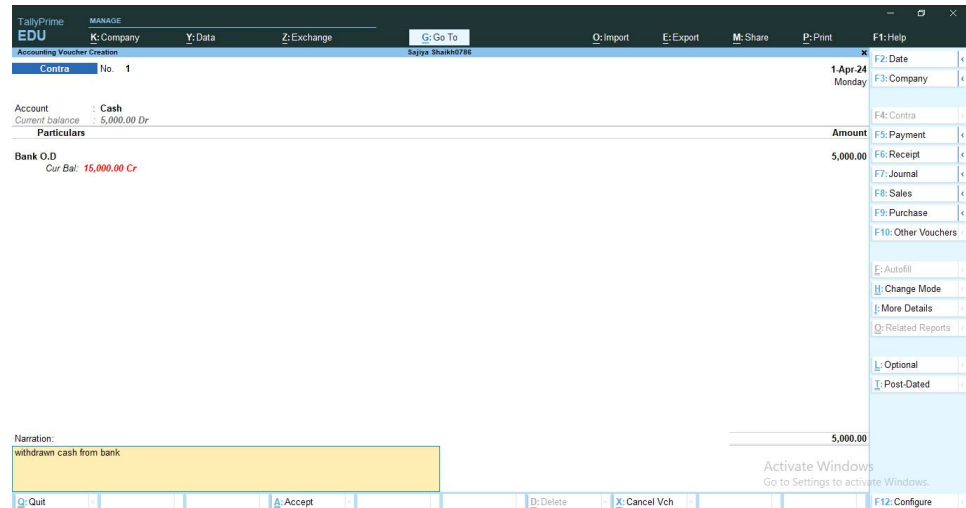 TallyPrime MANAGE
EDU K: Company Y: Data Z: Exchange G: Go To O: Import E: Export M: Share P: Print F1: Help
Accounting Voucher Creation Sajiya Shaikh0786 x
Contra No. 1 1-Apr-24
Monday
Account : Cash
Current balance : 5,000.00 Dr
Particulars Amount
Bank O.D 5,000.00
Cur Bal: 15,000.00 Cr
Narration: 5,000.00
withdrawn cash from bank
F2: Date
F3: Company
F4: Contra
F5: Payment
F6: Receipt
F7: Journal
F8: Sales
F9: Purchase
F10: Other Vouchers
E: Autofill
H: Change Mode
I: More Details
O: Related Reports
L: Optional
T: Post-Dated
Activate Windows
Go to Settings to activate Windows.
Q: Quit A: Accept D: Delete X: Cancel Vch F12: Configure